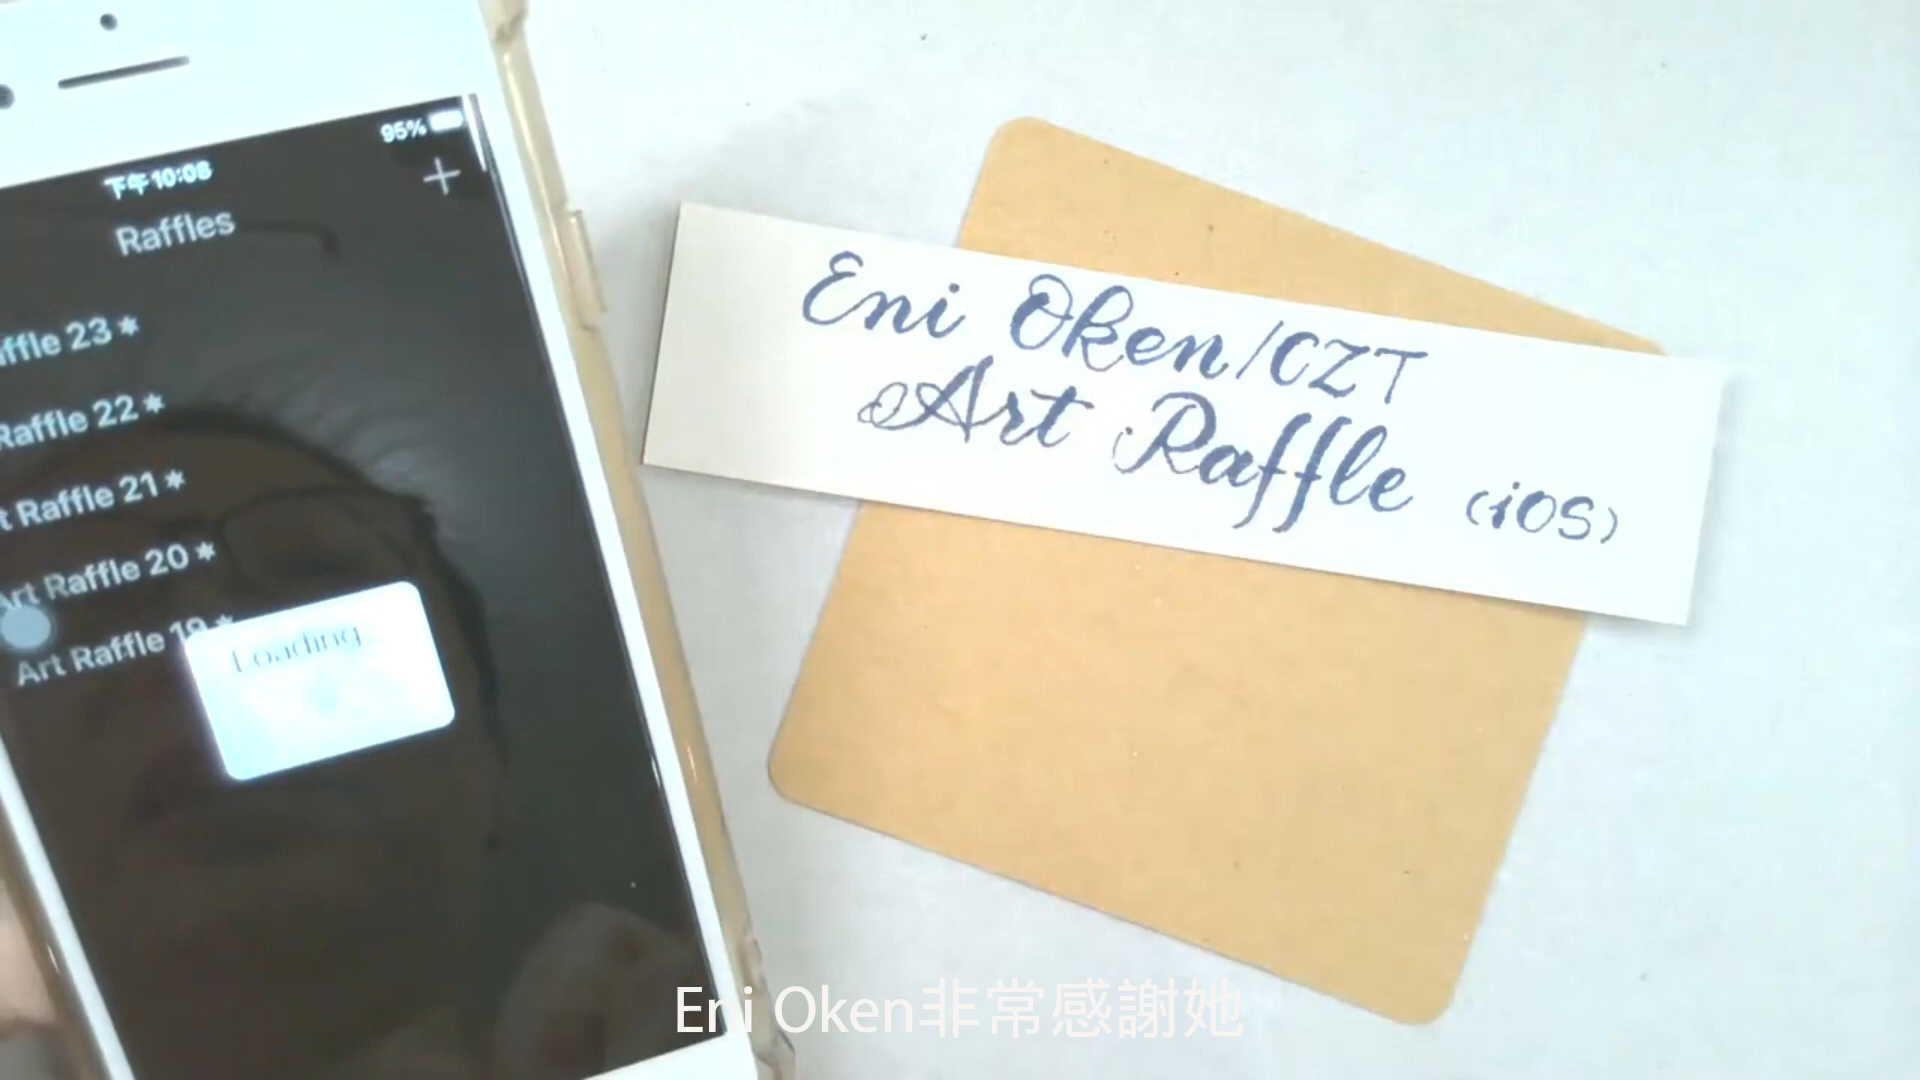 95%
下午10:08
Raffles
affle 23 *
Raffle 22 *
t Raffle 21 *
Art Raffle 20 *
Art Raffle 19 *
Loading...
Eni Oken/CZT
Art Raffle (iOS)
Eni Oken非常感謝她